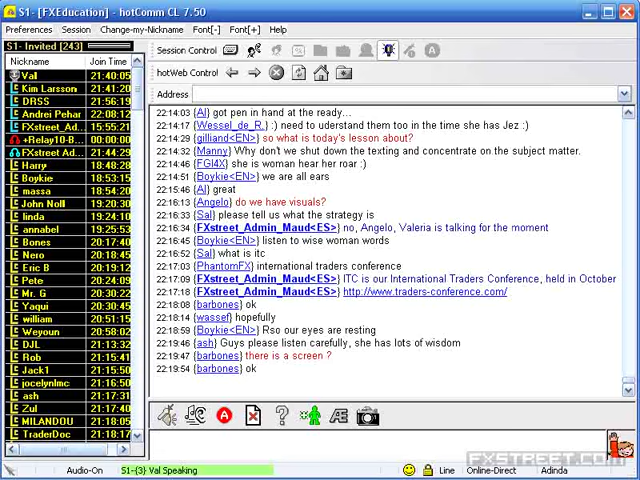 S1- [FXEducation] - hotComm CL 7.50
Preferences Session Change-my-Nickname Font[-] Font[+] Help
S1- Invited [243]
Session Control
Nickname Join Time
hotWeb Control
Address
Val 21:40:05
Kim Larsson 21:41:20
DRSS 21:56:19
Andrei Pehar 22:08:12
FXstreet_Ad... 15:55:21
+Relay10-B... 00:00:00
FXstreet_Ad... 21:44:29
Harry 18:48:28
Boykie 15:53:17
massa 20:54:18
John Noll 19:20:30
linda 19:24:10
annabel 20:25:59
Bones 20:17:40
Nero 20:18:45
Eric B 20:19:12
Pete 20:24:09
Mr. G 20:30:22
Yaqui 20:30:45
william 20:51:15
Weyoun 20:58:02
DJL 21:13:32
Rob 21:15:41
Jack1 21:15:42
jocelynlmc 21:16:50
ash 21:17:31
Zul 21:17:40
MILANDOU 21:18:05
TraderDoc 21:18:17
22:14:03 {Al} got pen in hand at the ready...
22:14:17 {Wessel_de_R.} :) need to uderstand them too in the time she has Jez :)
22:14:29 {gilliand<EN>} so what is today's lesson about?
22:14:32 {Manny} Why don't we shut down the texting and concentrate on the subject matter.
22:14:46 {FGI4X} she is woman hear her roar :)
22:14:51 {Boykie<EN>} we are all ears
22:15:46 {Al} great
22:16:13 {Angelo} do we have visuals?
22:16:33 {Sal} please tell us what the strategy is
22:16:34 {FXstreet_Admin_Maud<ES>} no, Angelo, Valeria is talking for the moment
22:16:45 {Boykie<EN>} listen to wise woman words
22:16:52 {Sal} what is itc
22:17:03 {PhantomFX} international traders conference
22:17:09 {FXstreet_Admin_Maud<ES>} ITC is our International Traders Conference, held in October
22:17:18 {FXstreet_Admin_Maud<ES>} http://www.traders-conference.com/
22:18:08 {barbones} ok
22:18:14 {wassef} hopefully
22:18:59 {Boykie<EN>} Rso our eyes are resting
22:19:46 {ash} Guys please listen carefully, she has lots of wisdom
22:19:47 {barbones} there is a screen ?
22:19:54 {barbones} ok
FXSTREET.COM
Audio-On S1-{3} Val Speaking Line Online-Direct Adinda